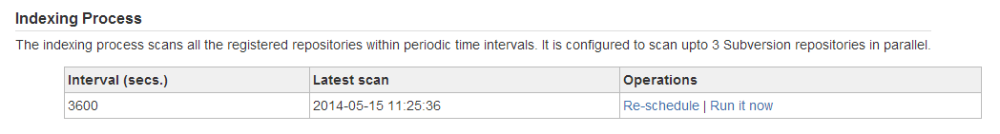 Indexing Process
The indexing process scans all the registered repositories within periodic time intervals. It is configured to scan upto 3 Subversion repositories in parallel.
Interval (secs.) Latest scan Operations
3600 2014-05-15 11:25:36 Re-schedule | Run it now